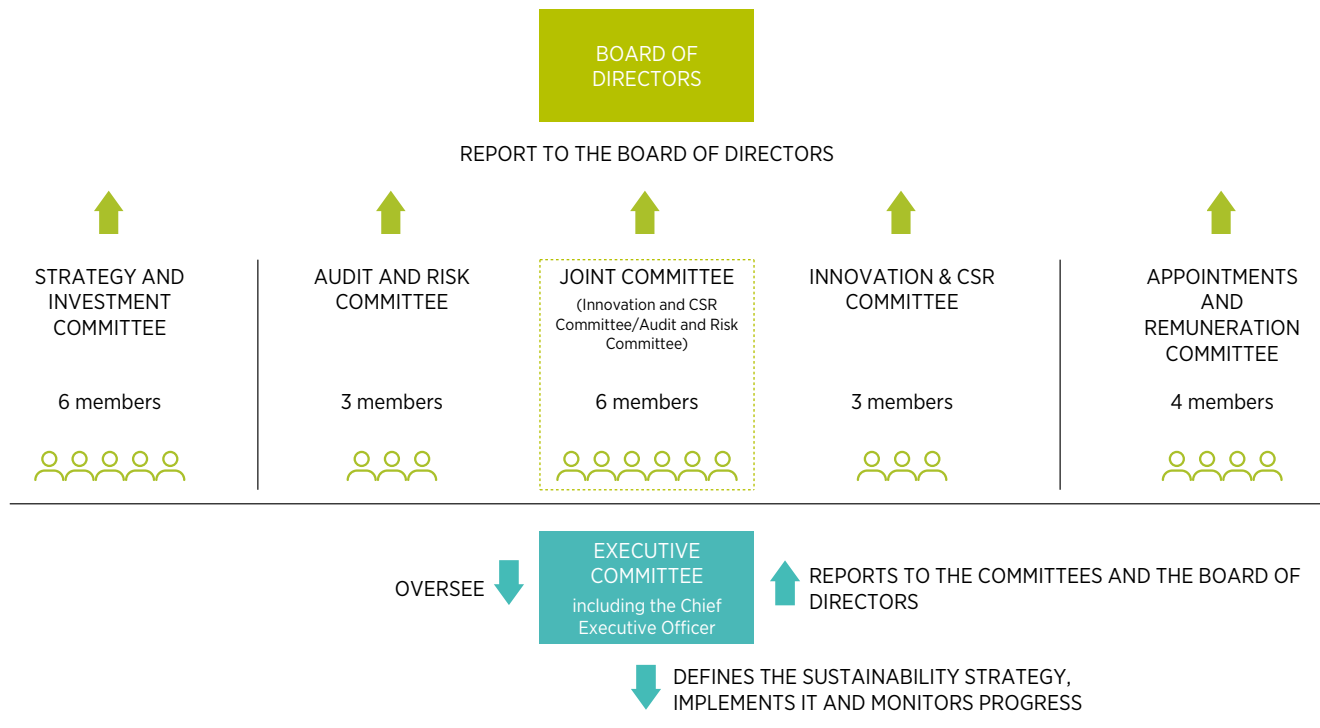 BOARD OF
DIRECTORS
REPORT TO THE BOARD OF DIRECTORS
STRATEGY AND
INVESTMENT
COMMITTEE
6 members
AUDIT AND RISK
COMMITTEE
3 members
JOINT COMMITTEE
(Innovation and CSR
Committee/Audit and Risk
Committee)
6 members
INNOVATION & CSR
COMMITTEE
3 members
APPOINTMENTS
AND
REMUNERATION
COMMITTEE
4 members
OVERSEE
EXECUTIVE
COMMITTEE
including the Chief
Executive Officer
REPORTS TO THE COMMITTEES AND THE BOARD OF
DIRECTORS
DEFINES THE SUSTAINABILITY STRATEGY,
IMPLEMENTS IT AND MONITORS PROGRESS